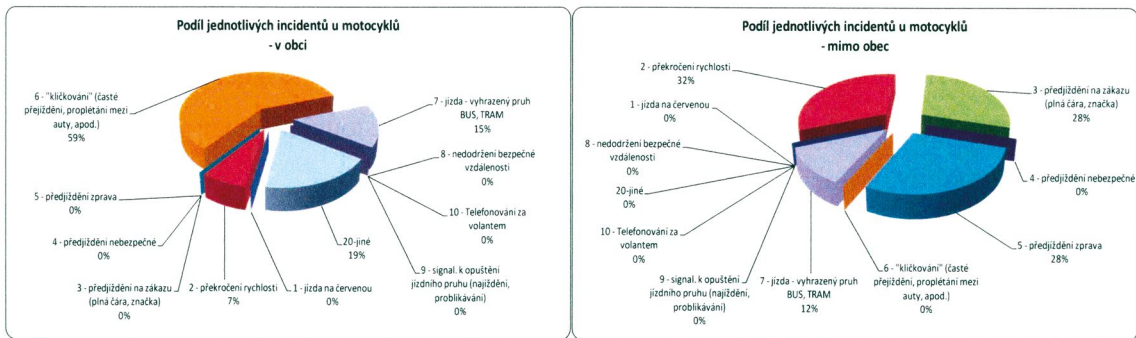 Podíl jednotlivých incidentů u motocyklů
- v obci
6 - "kličkování" (časté
přejíždění, proplétání mezi
auty, apod.)
59%
7 - jízda - vyhrazený pruh
BUS, TRAM
15%
8 - nedodržení bezpečné
vzdálenosti
0%
10 - Telefonování za
volantem
0%
9 - signal. k opuštění
jízdního pruhu (najíždění,
problikávání)
0%
20-jiné
19%
1 - jízda na červenou
0%
2 - překročení rychlosti
7%
3 - předjíždění na zákazu
(plná čára, značka)
0%
4 - předjíždění nebezpečné
0%
5 - předjíždění zprava
0%
Podíl jednotlivých incidentů u motocyklů
- mimo obec
2 - překročení rychlosti
32%
3 - předjíždění na zákazu
(plná čára, značka)
28%
4 - předjíždění nebezpečné
0%
5 - předjíždění zprava
28%
6 - "kličkování" (časté
přejíždění, proplétání mezi
auty, apod.)
0%
7 - jízda - vyhrazený pruh
BUS, TRAM
12%
9 - signal. k opuštění
jízdního pruhu (najíždění,
problikávání)
0%
10 - Telefonování za
volantem
0%
20-jiné
0%
8 - nedodržení bezpečné
vzdálenosti
0%
1 - jízda na červenou
0%